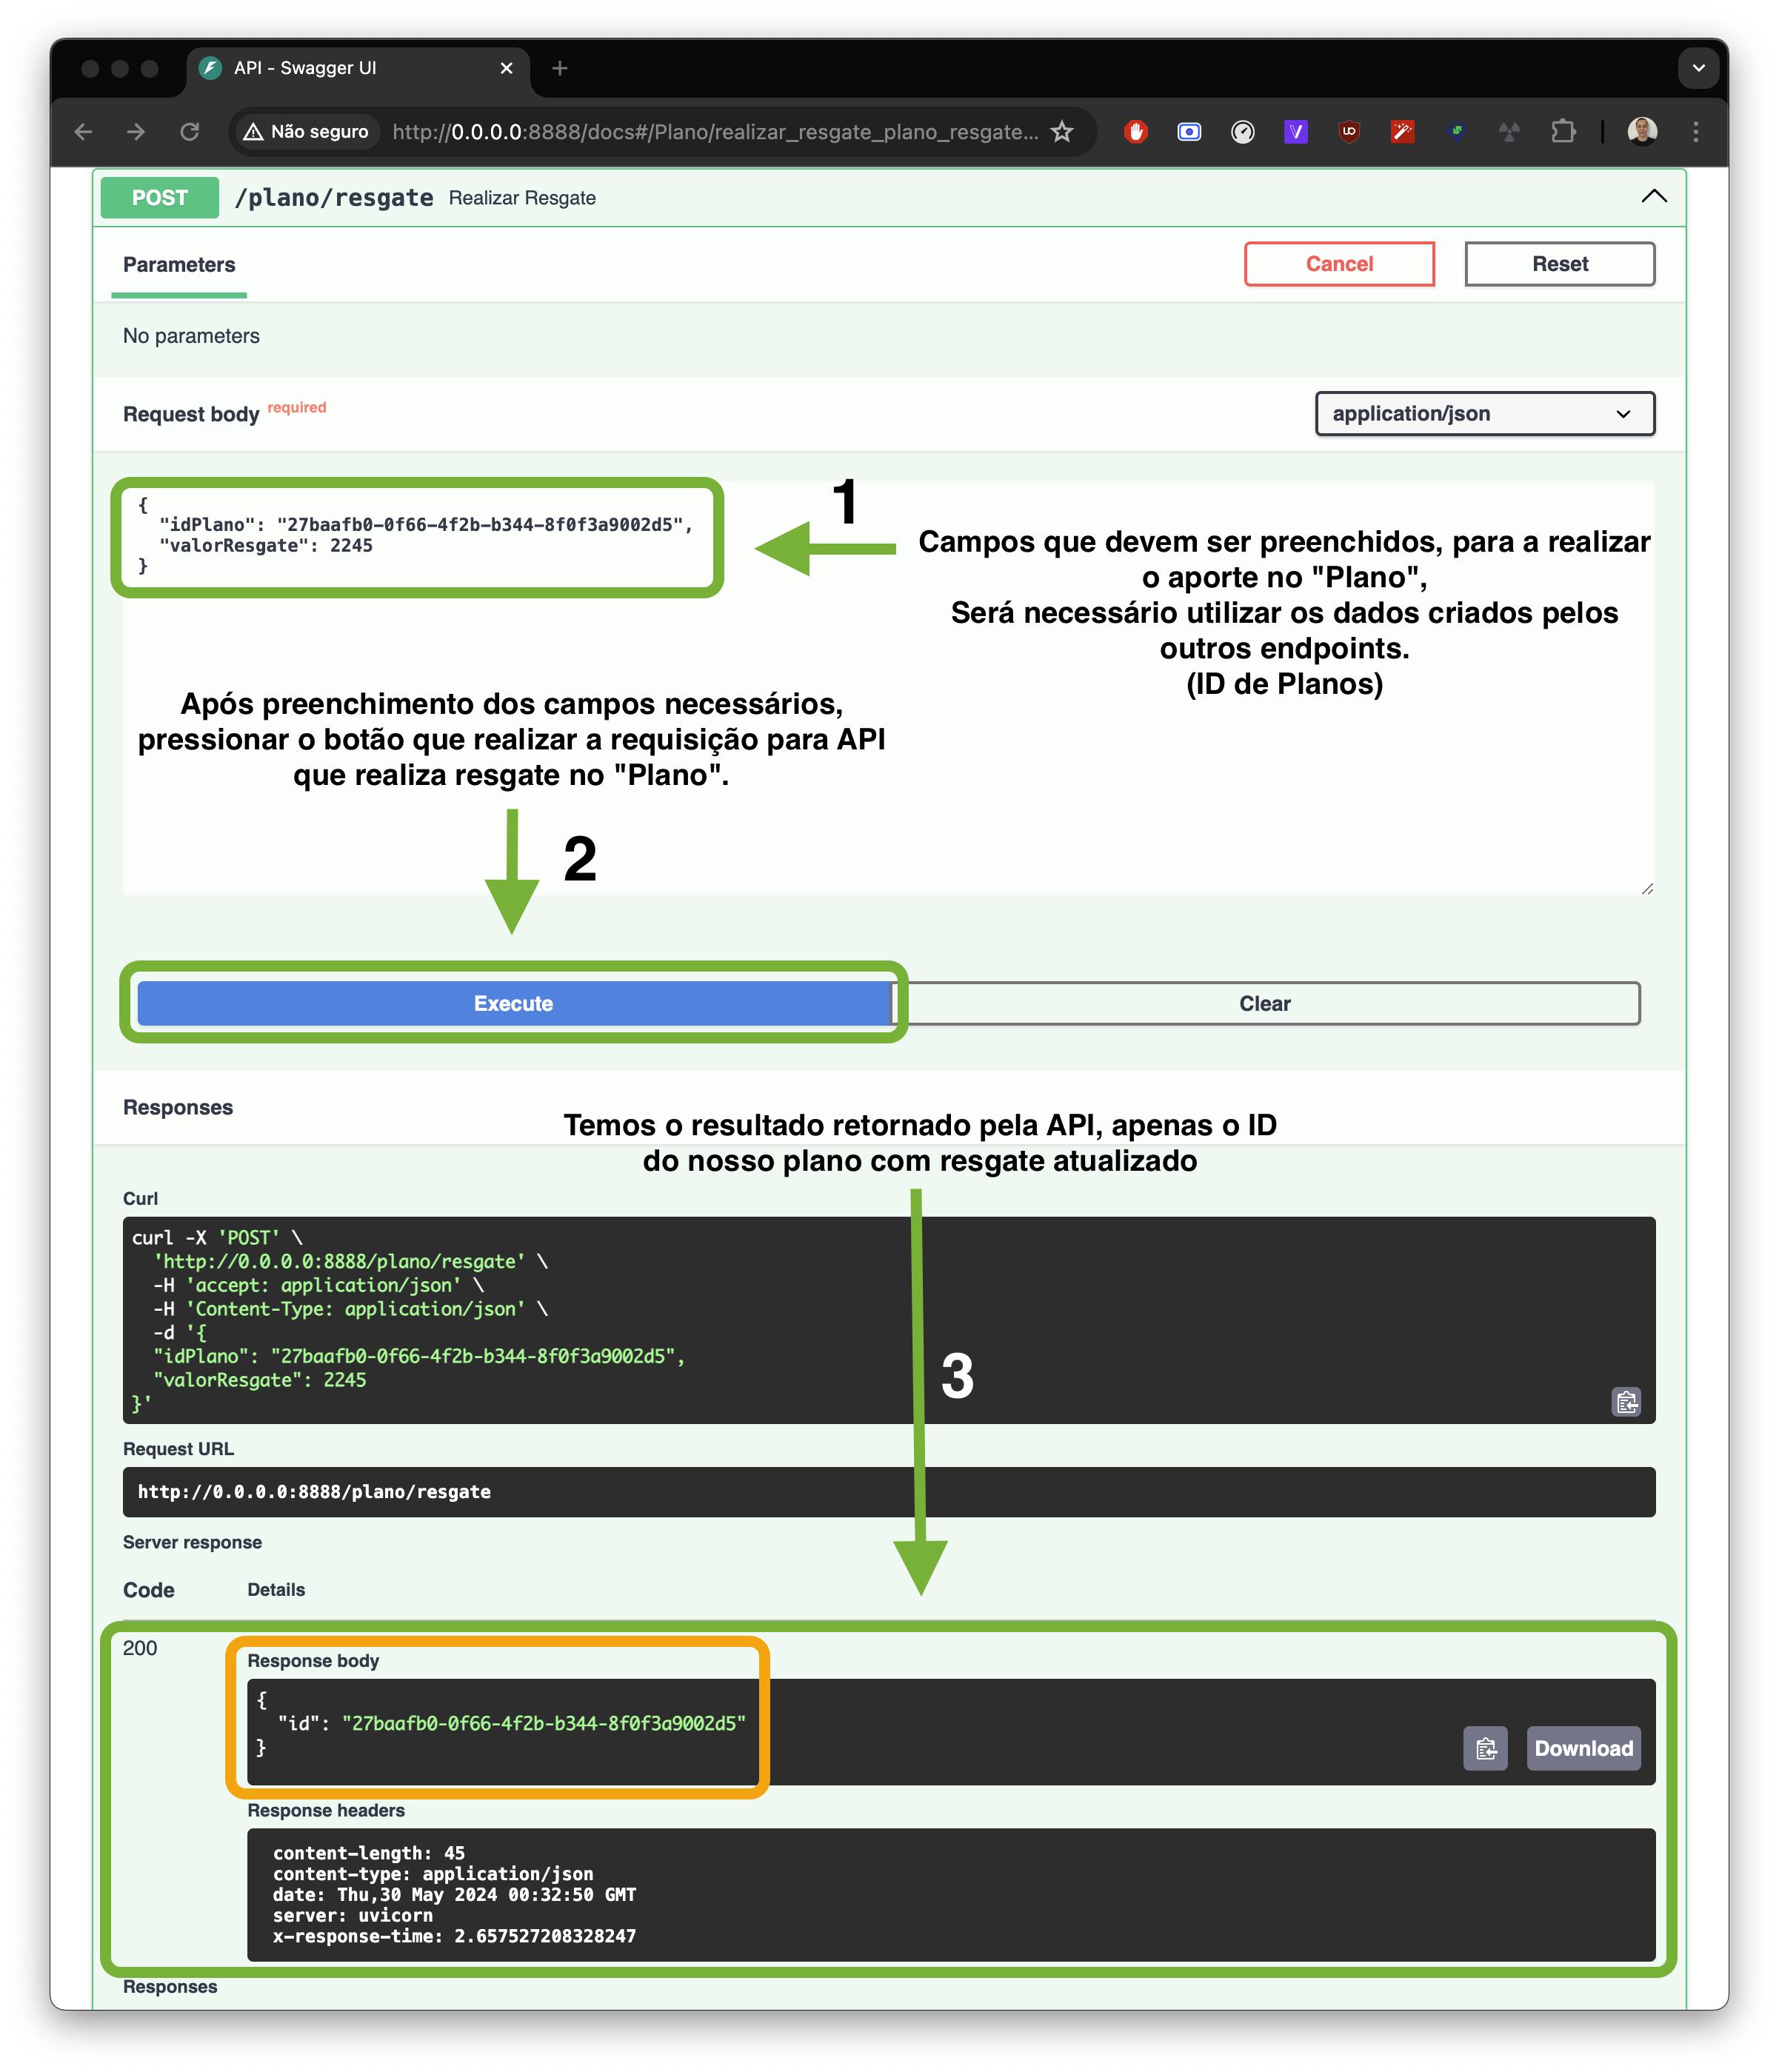 API - Swagger UI
Não seguro
http://0.0.0.0:8888/docs#/Plano/realizar_resgate_plano_resgate...
POST /plano/resgate Realizar Resgate
Parameters
Cancel
Reset
No parameters
Request body required
application/json
{
"idPlano": "27baafb0-0f66-4f2b-b344-8f0f3a9002d5",
"valorResgate": 2245
}
1
Campos que devem ser preenchidos, para a realizar
o aporte no "Plano",
Será necessário utilizar os dados criados pelos
outros endpoints.
(ID de Planos)
Após preenchimento dos campos necessários,
pressionar o botão que realizar a requisição para API
que realiza resgate no "Plano".
2
Execute
Clear
Responses
Temos o resultado retornado pela API, apenas o ID
do nosso plano com resgate atualizado
Curl
curl -X 'POST' \
'http://0.0.0.0:8888/plano/resgate' \
-H 'accept: application/json' \
-H 'Content-Type: application/json' \
-d '{
"idPlano": "27baafb0-0f66-4f2b-b344-8f0f3a9002d5",
"valorResgate": 2245
}'
3
Request URL
http://0.0.0.0:8888/plano/resgate
Server response
Code Details
200
Response body
{
"id": "27baafb0-0f66-4f2b-b344-8f0f3a9002d5"
}
Download
Response headers
content-length: 45
content-type: application/json
date: Thu,30 May 2024 00:32:50 GMT
server: uvicorn
x-response-time: 2.657527208328247
Responses